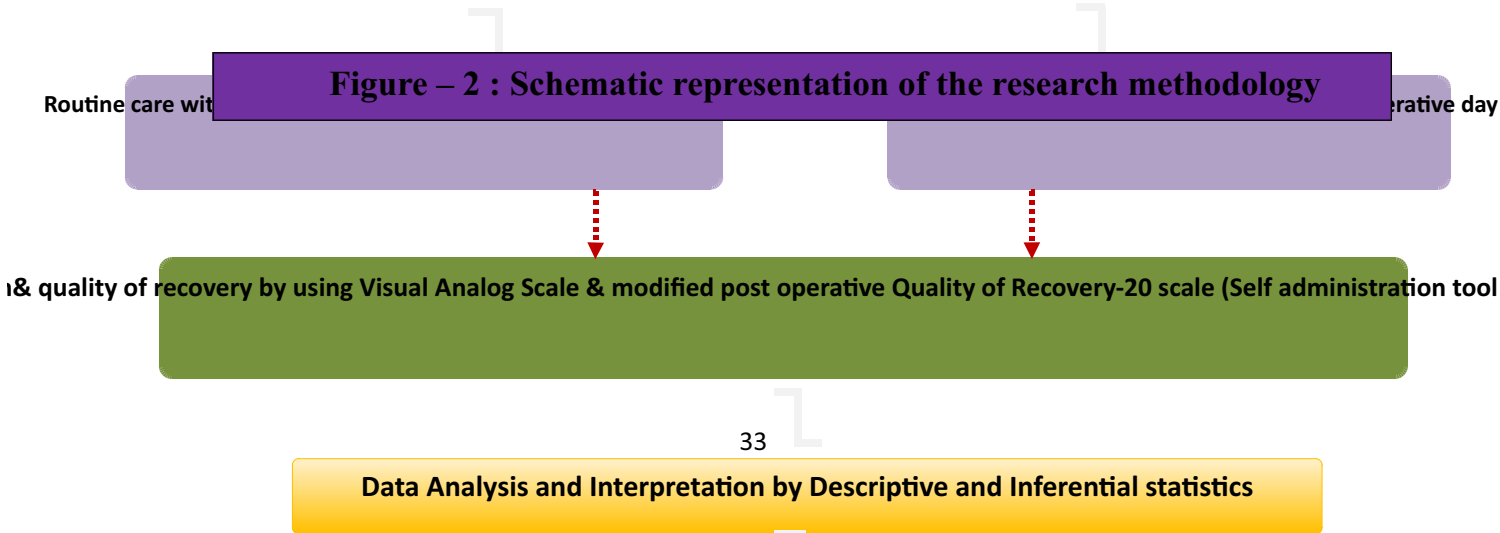 Figure – 2 : Schematic representation of the research methodology
Routine care
erative day
& quality of recovery by using Visual Analog Scale & modified post operative Quality of Recovery-20 scale (Self administration tool
33
Data Analysis and Interpretation by Descriptive and Inferential statistics